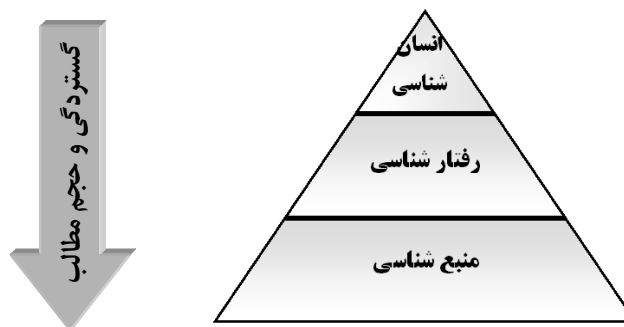 انسان
شناسی
رفتار شناسی
منبع شناسی
گستردگی و حجم مطالب